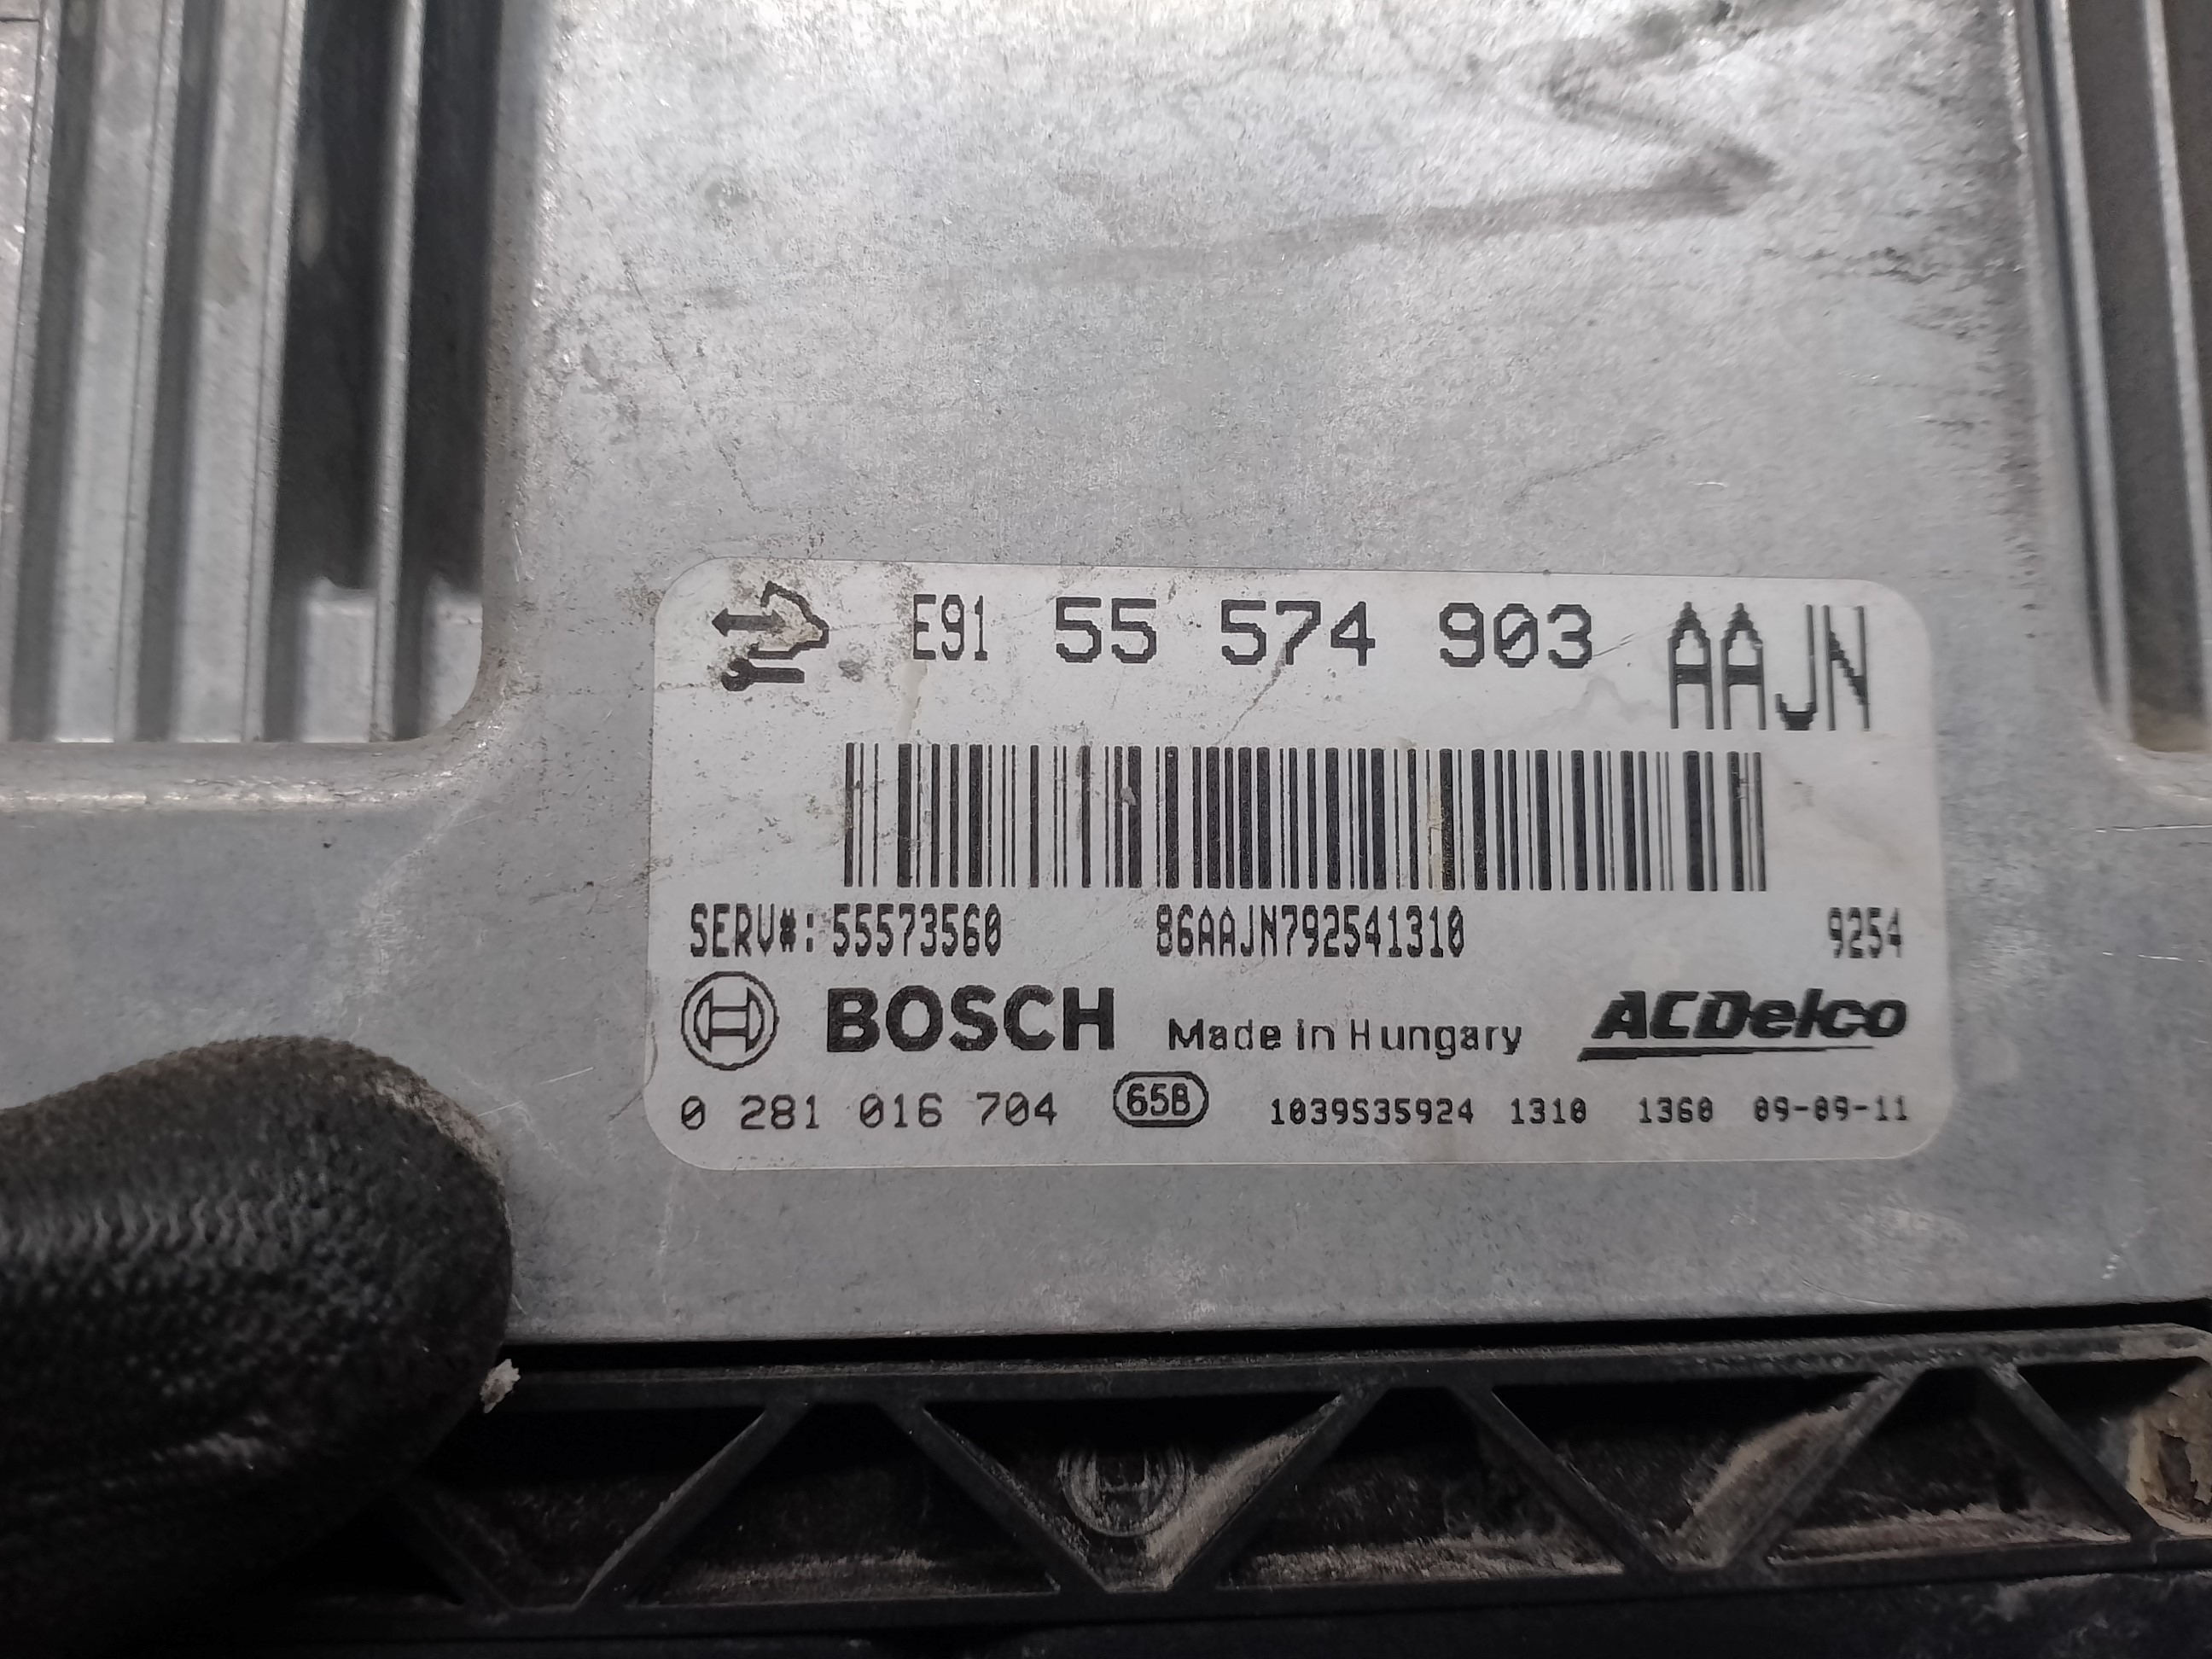 E91 55 574 903 AAJN
SERV#: 55573560 86AAJN792541310 9254
BOSCH Made in Hungary ACDelco
0 281 016 704 65B 1039S35924 1310 1360 09-09-11